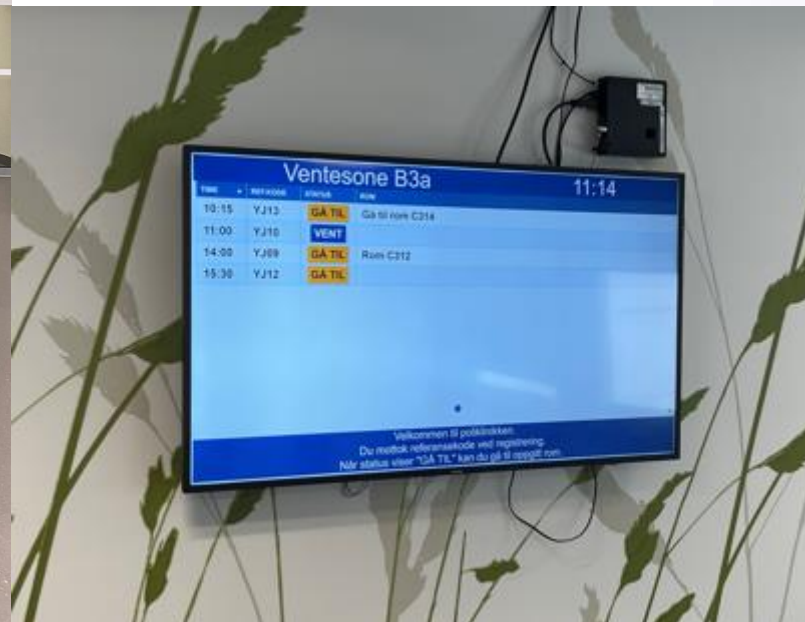 Ventesone B3a 11:14
TIME REF.KODE STATUS ROM
10:15 YJ13 GÅ TIL Gå til rom C314
11:00 YJ10 VENT
14:00 YJ09 GÅ TIL Rom C312
15:30 YJ12 GÅ TIL
Velkommen til poliklinikken.
Du mottok referansekode ved registrering.
Når status viser "GÅ TIL" kan du gå til oppgitt rom.